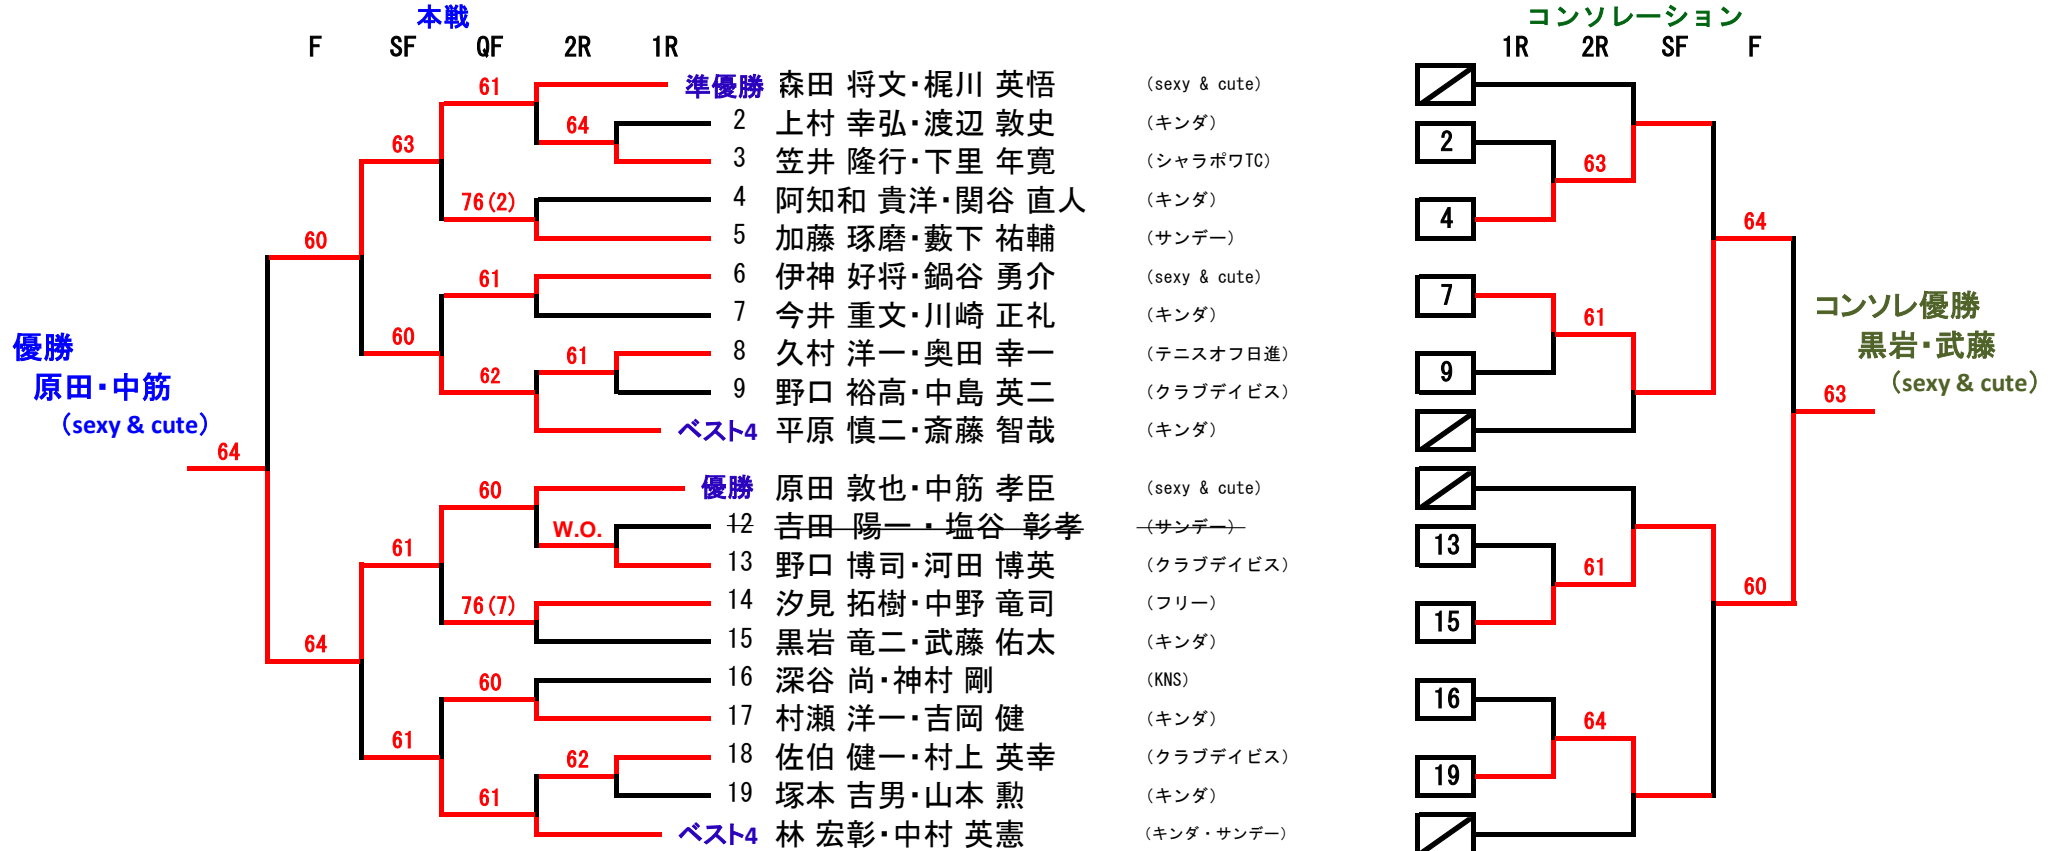 本戦 コンソレーション
F SF QF 2R 1R 1R 2R SF F
61 準優勝 森田 将文・梶川 英悟 (sexy & cute)
64 2 上村 幸弘・渡辺 敦史 (キンダ) 2
63 3 笠井 隆行・下里 年寛 (シャラポワTC) 63
76(2) 4 阿知和 貴洋・関谷 直人 (キンダ) 4 64
60 5 加藤 琢磨・藪下 祐輔 (サンデー)
61 6 伊神 好将・鍋谷 勇介 (sexy & cute) 7
7 今井 重文・川崎 正礼 (キンダ) 61 コンソレ優勝
優勝 60 61 8 久村 洋一・奥田 幸一 (テニスオフ日進) 9 黒岩・武藤
原田・中筋 62 9 野口 裕高・中島 英二 (クラブデイビス) 63 (sexy & cute)
(sexy & cute) ベスト4 平原 慎二・斎藤 智哉 (キンダ)
64
60 優勝 原田 敦也・中筋 孝臣 (sexy & cute)
W.O. 12 吉田 陽一・塩谷 彰孝 (サンデー) 13
61 13 野口 博司・河田 博英 (クラブデイビス) 61 60
76(7) 14 汐見 拓樹・中野 竜司 (フリー) 15
64 15 黒岩 竜二・武藤 佑太 (キンダ)
60 16 深谷 尚・神村 剛 (KNS) 16
17 村瀬 洋一・吉岡 健 (キンダ) 64
61 62 18 佐伯 健一・村上 英幸 (クラブデイビス) 19
61 19 塚本 吉男・山本 勲 (キンダ)
ベスト4 林 宏彰・中村 英憲 (キンダ・サンデー)